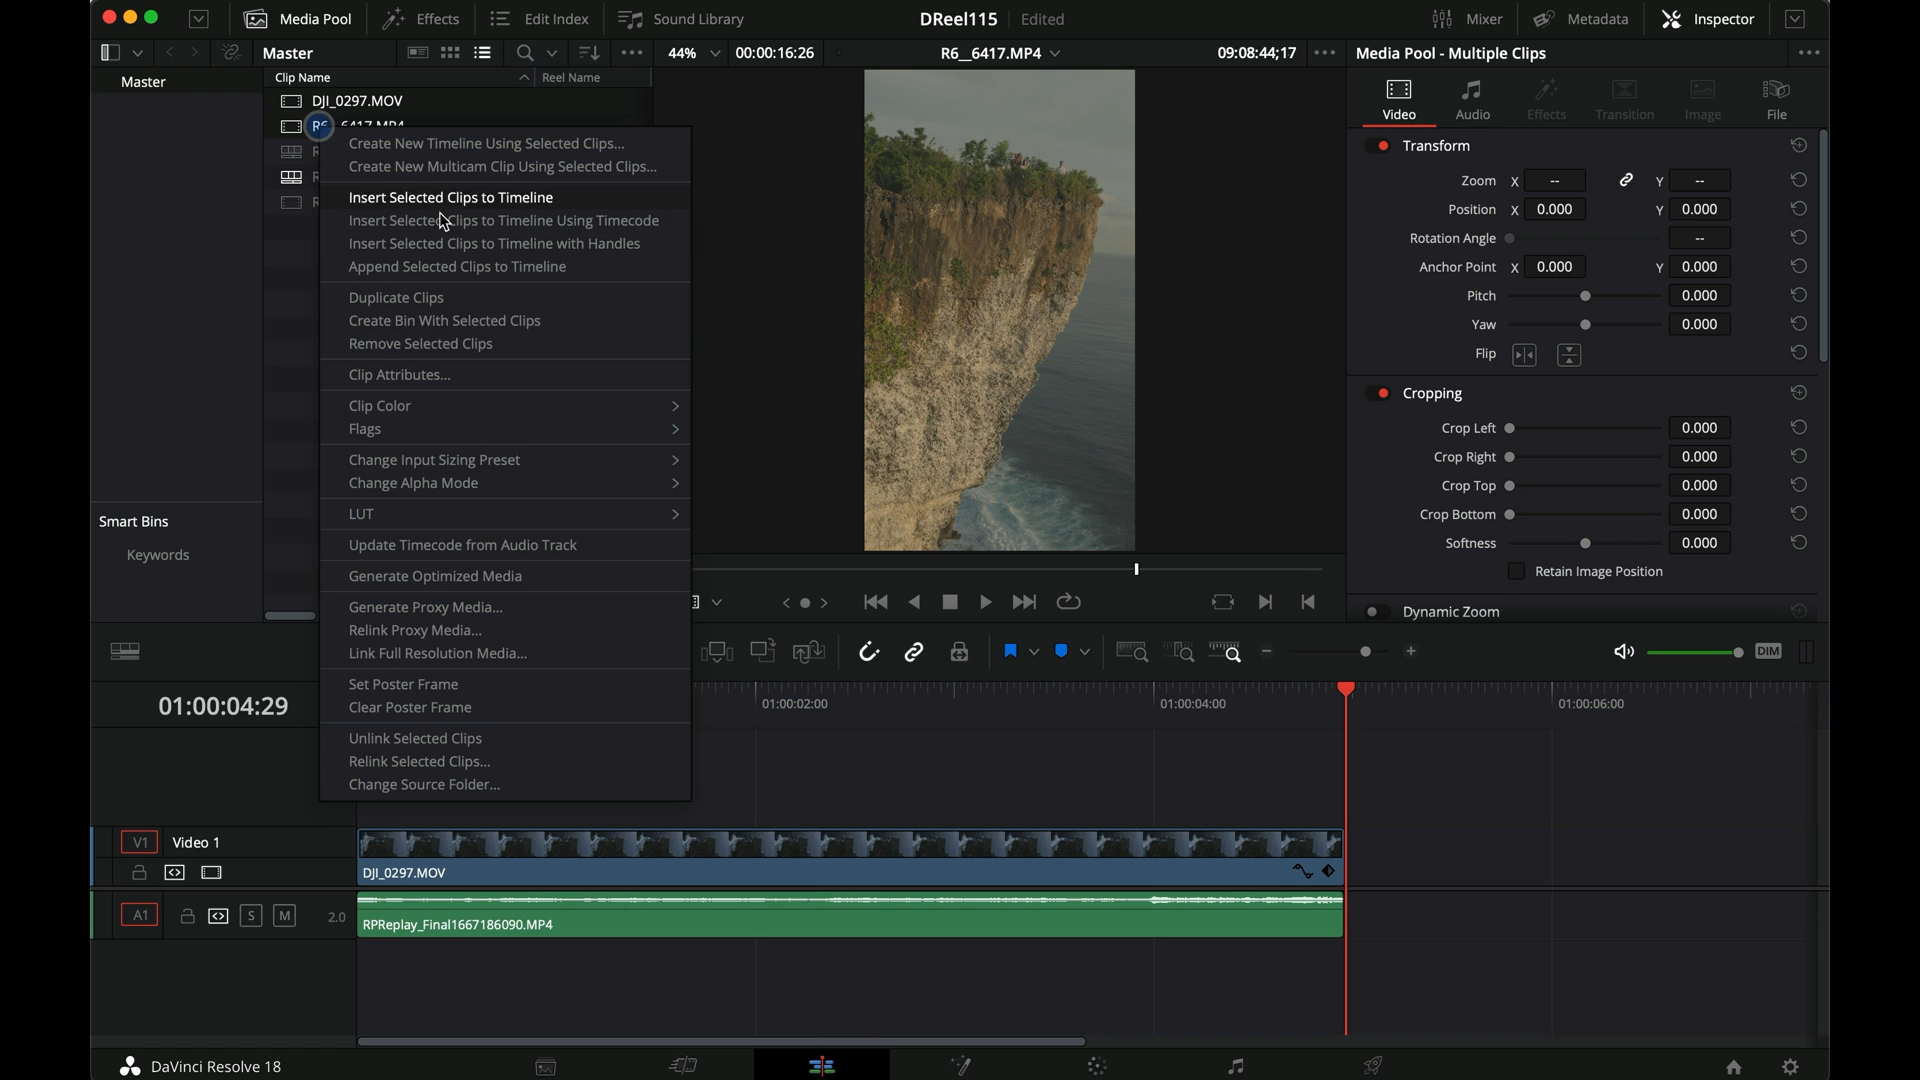 Media Pool
Effects
Edit Index
Sound Library
DReel115
Edited
Mixer
Metadata
Inspector
Master
44%
00:00:16:26
R6__6417.MP4
09:08:44;17
Media Pool - Multiple Clips
Master
Clip Name
Reel Name
DJI_0297.MOV
Video
Audio
Effects
Transition
Image
File
Create New Timeline Using Selected Clips...
Create New Multicam Clip Using Selected Clips...
Insert Selected Clips to Timeline
Insert Selected Clips to Timeline Using Timecode
Insert Selected Clips to Timeline with Handles
Append Selected Clips to Timeline
Duplicate Clips
Create Bin With Selected Clips
Remove Selected Clips
Clip Attributes...
Clip Color
Flags
Change Input Sizing Preset
Change Alpha Mode
LUT
Update Timecode from Audio Track
Generate Optimized Media
Generate Proxy Media...
Relink Proxy Media...
Link Full Resolution Media...
Set Poster Frame
Clear Poster Frame
Unlink Selected Clips
Relink Selected Clips...
Change Source Folder...
Transform
Zoom X -- Y --
Position X 0.000 Y 0.000
Rotation Angle --
Anchor Point X 0.000 Y 0.000
Pitch 0.000
Yaw 0.000
Flip
Cropping
Crop Left 0.000
Crop Right 0.000
Crop Top 0.000
Crop Bottom 0.000
Softness 0.000
Retain Image Position
Dynamic Zoom
Smart Bins
Keywords
DIM
01:00:04:29
01:00:02:00
01:00:04:00
01:00:06:00
V1 Video 1
DJI_0297.MOV
A1 S M 2.0
RPReplay_Final1667186090.MP4
DaVinci Resolve 18